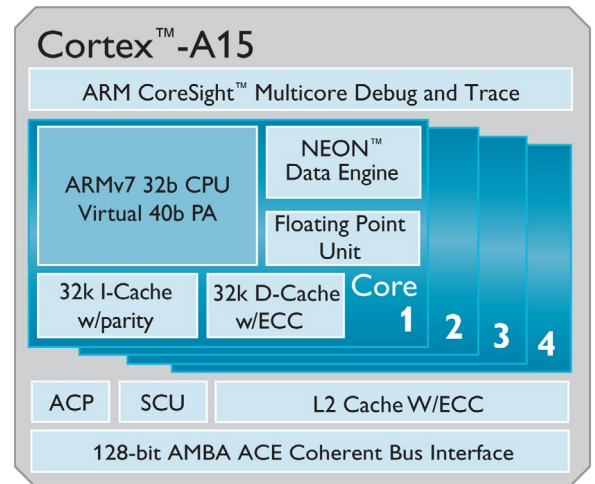 Cortex™-A15
ARM CoreSight™ Multicore Debug and Trace
ARMv7 32b CPU
Virtual 40b PA
NEON™
Data Engine
Floating Point
Unit
32k I-Cache
w/parity
32k D-Cache
w/ECC
Core
1
2
3
4
ACP
SCU
L2 Cache W/ECC
128-bit AMBA ACE Coherent Bus Interface